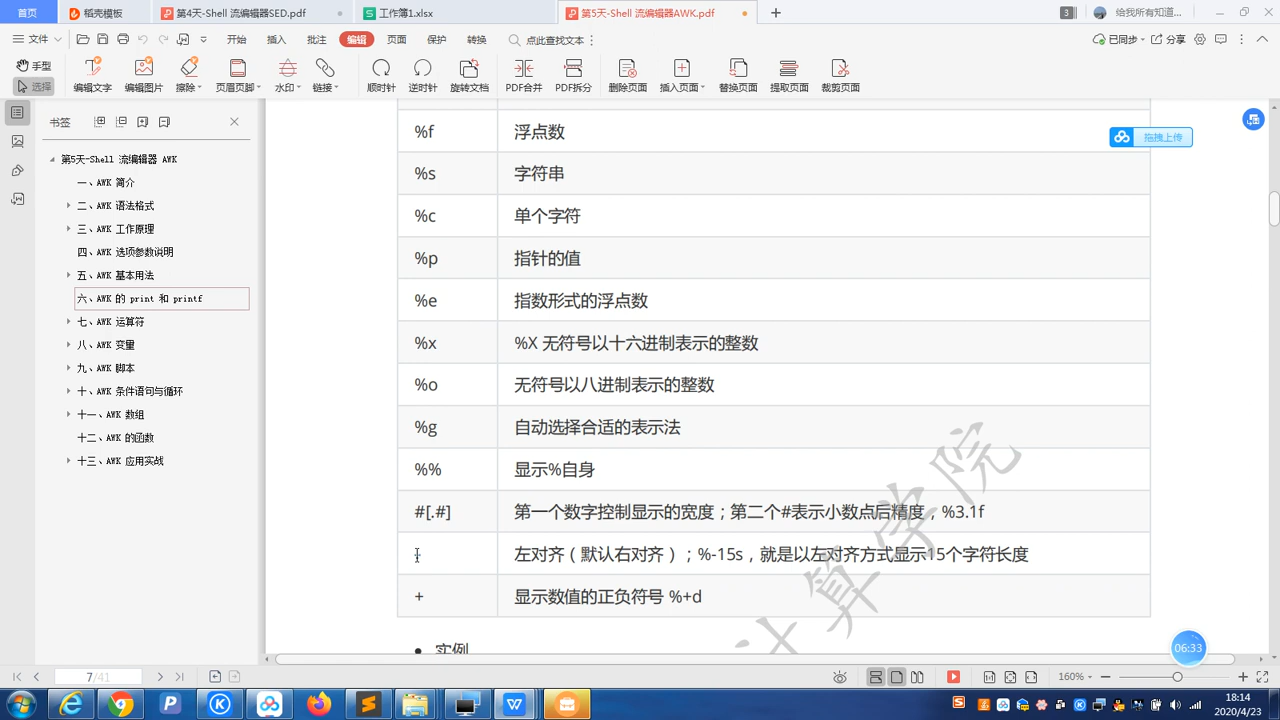 首页
稻壳模板
第4天-Shell 流编辑器SED.pdf
工作簿1.xlsx
第5天-Shell 流编辑器AWK.pdf
3
给我所有知道...
文件
开始
插入
批注
编辑
页面
保护
转换
点此查找文本
已同步
分享
手型
选择
编辑文字
编辑图片
擦除
页眉页脚
水印
链接
顺时针
逆时针
旋转文档
PDF合并
PDF拆分
删除页面
插入页面
替换页面
提取页面
裁剪页面
书签
第5天-Shell 流编辑器 AWK
一、AWK 简介
二、AWK 语法格式
三、AWK 工作原理
四、AWK 选项参数说明
五、AWK 基本用法
六、AWK 的 print 和 printf
七、AWK 运算符
八、AWK 变量
九、AWK 脚本
十、AWK 条件语句与循环
十一、AWK 数组
十二、AWK 的函数
十三、AWK 应用实战
拖拽上传
%f 浮点数
%s 字符串
%c 单个字符
%p 指针的值
%e 指数形式的浮点数
%x %X 无符号以十六进制表示的整数
%o 无符号以八进制表示的整数
%g 自动选择合适的表示法
%% 显示%自身
#[.#] 第一个数字控制显示的宽度；第二个#表示小数点后精度，%3.1f
- 左对齐（默认右对齐）；%-15s，就是以左对齐方式显示15个字符长度
+ 显示数值的正负符号 %+d
实例
计算学院
06:33
7/41
160%
18:14
2020/4/23